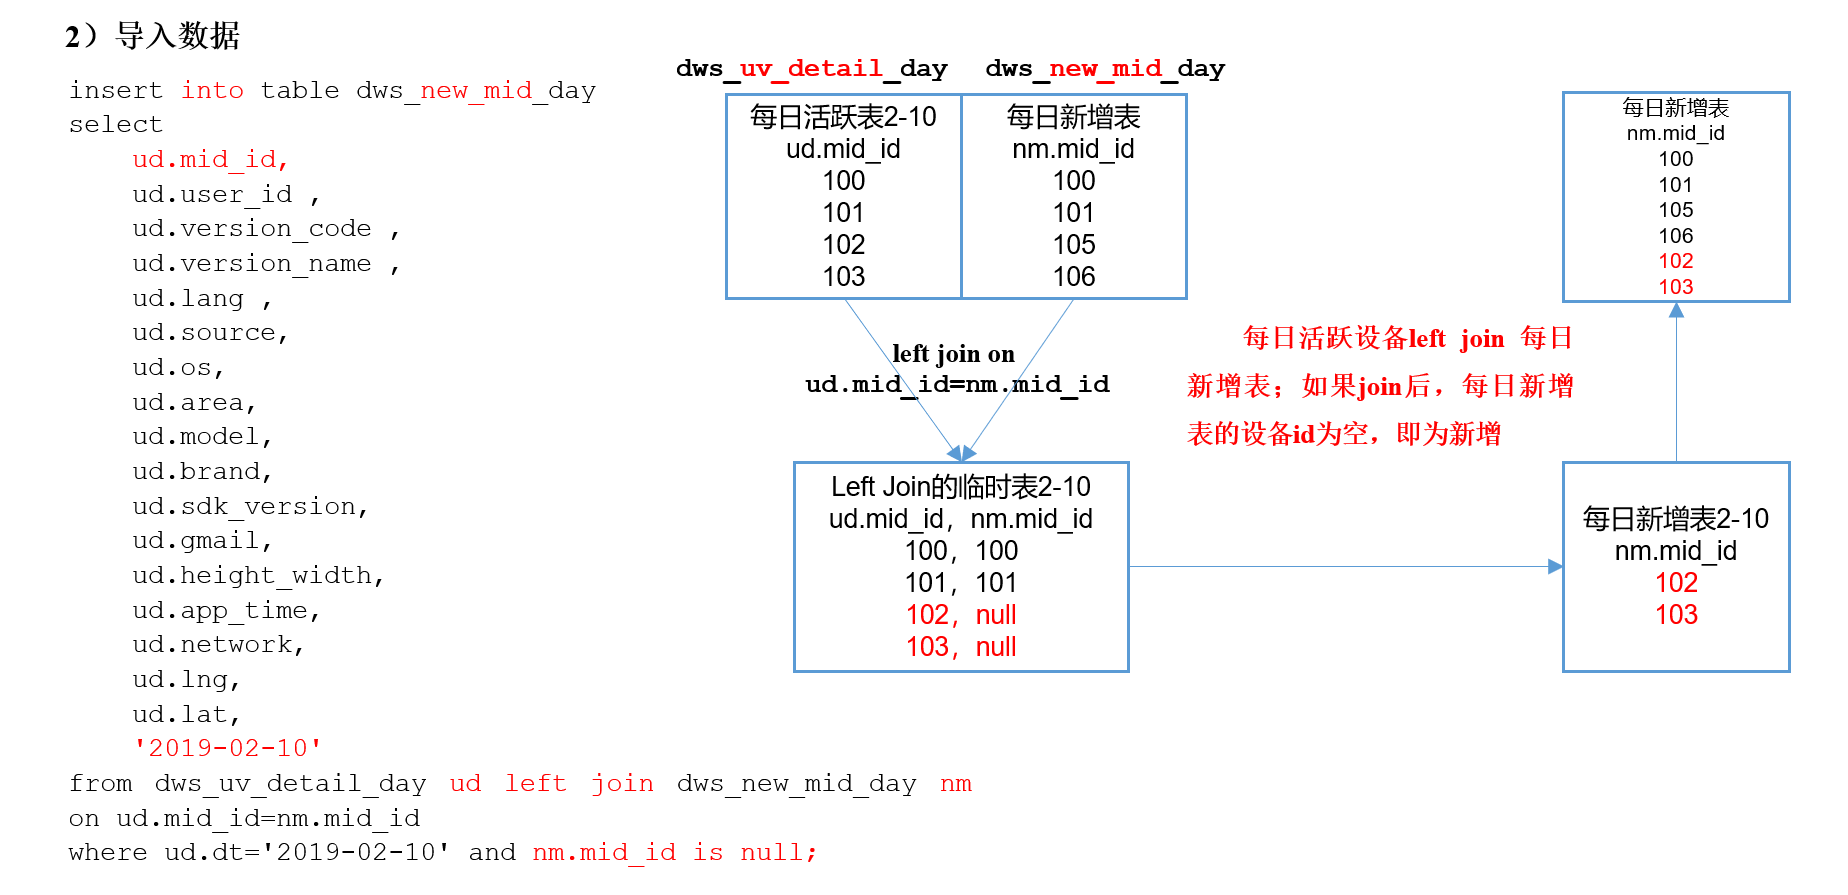 2）导入数据
insert into table dws_new_mid_day
select
ud.mid_id,
ud.user_id ,
ud.version_code ,
ud.version_name ,
ud.lang ,
ud.source,
ud.os,
ud.area,
ud.model,
ud.brand,
ud.sdk_version,
ud.gmail,
ud.height_width,
ud.app_time,
ud.network,
ud.lng,
ud.lat,
'2019-02-10'
from dws_uv_detail_day ud left join dws_new_mid_day nm
on ud.mid_id=nm.mid_id
where ud.dt='2019-02-10' and nm.mid_id is null;
dws_uv_detail_day
每日活跃表2-10
ud.mid_id
100
101
102
103
dws_new_mid_day
每日新增表
nm.mid_id
100
101
105
106
left join on
ud.mid_id=nm.mid_id
Left Join的临时表2-10
ud.mid_id，nm.mid_id
100，100
101，101
102，null
103，null
每日活跃设备left join 每日
新增表；如果join后，每日新增
表的设备id为空，即为新增
每日新增表2-10
nm.mid_id
102
103
每日新增表
nm.mid_id
100
101
105
106
102
103